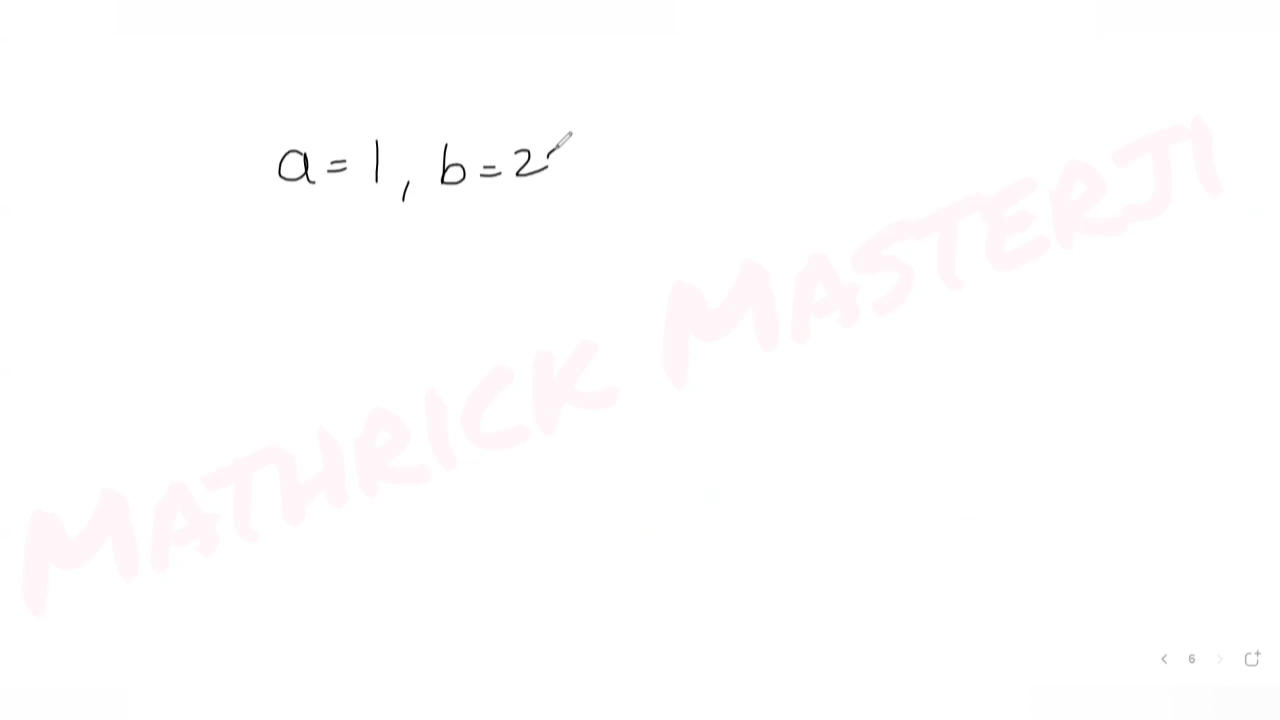 a = 1, b = 2
MATHRICK MASTERJI
6